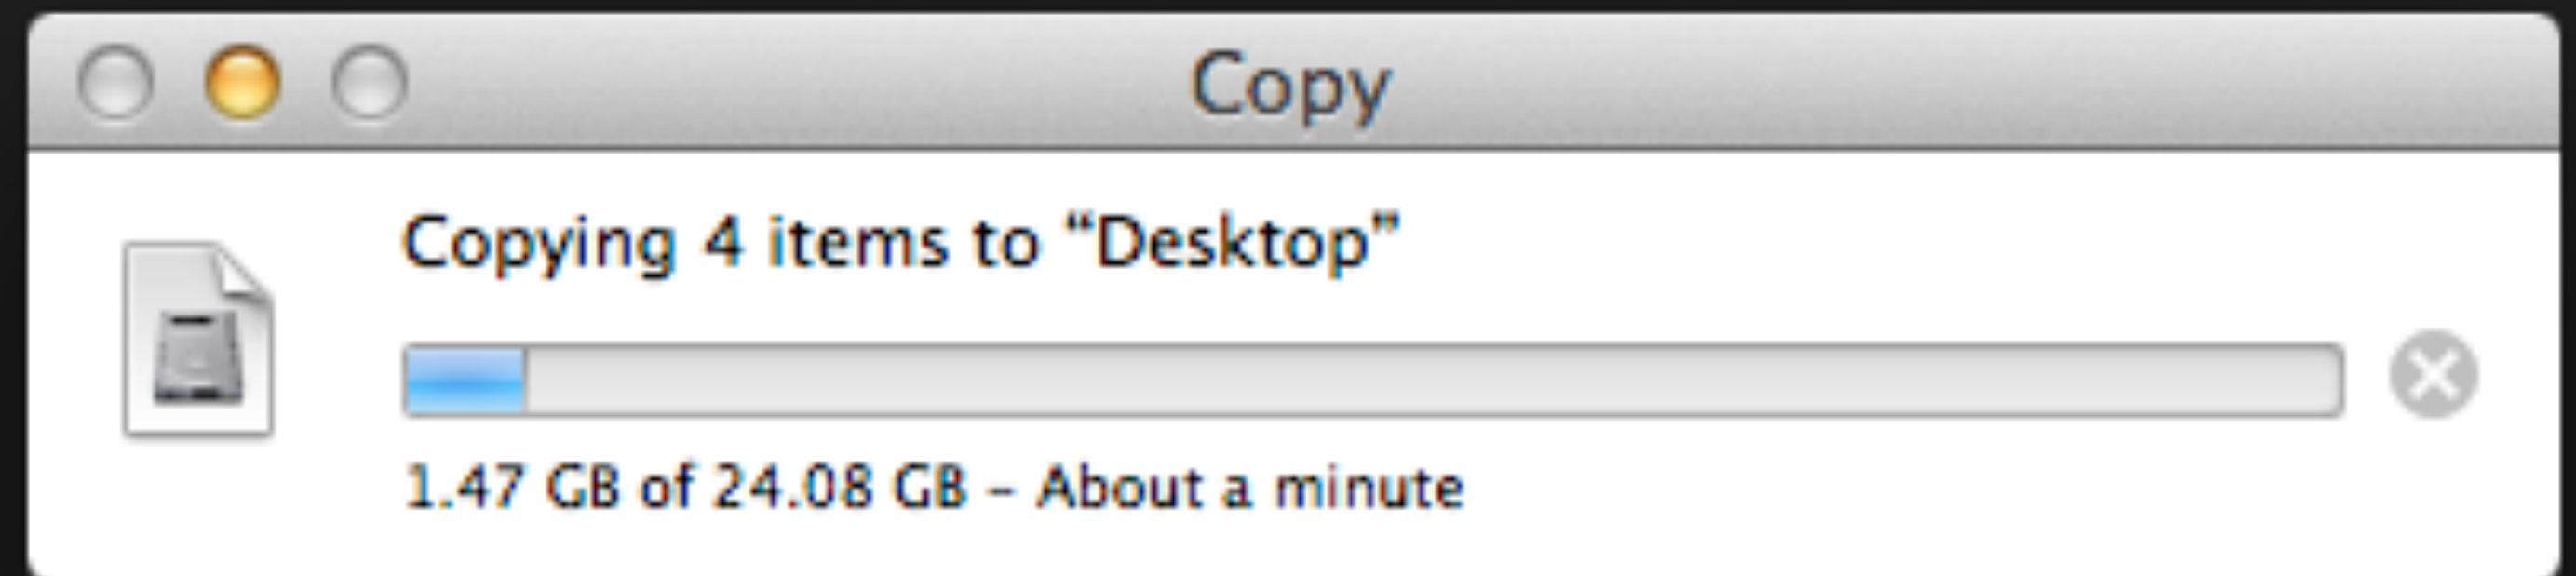 Copy
Copying 4 items to “Desktop”
1.47 GB of 24.08 GB – About a minute